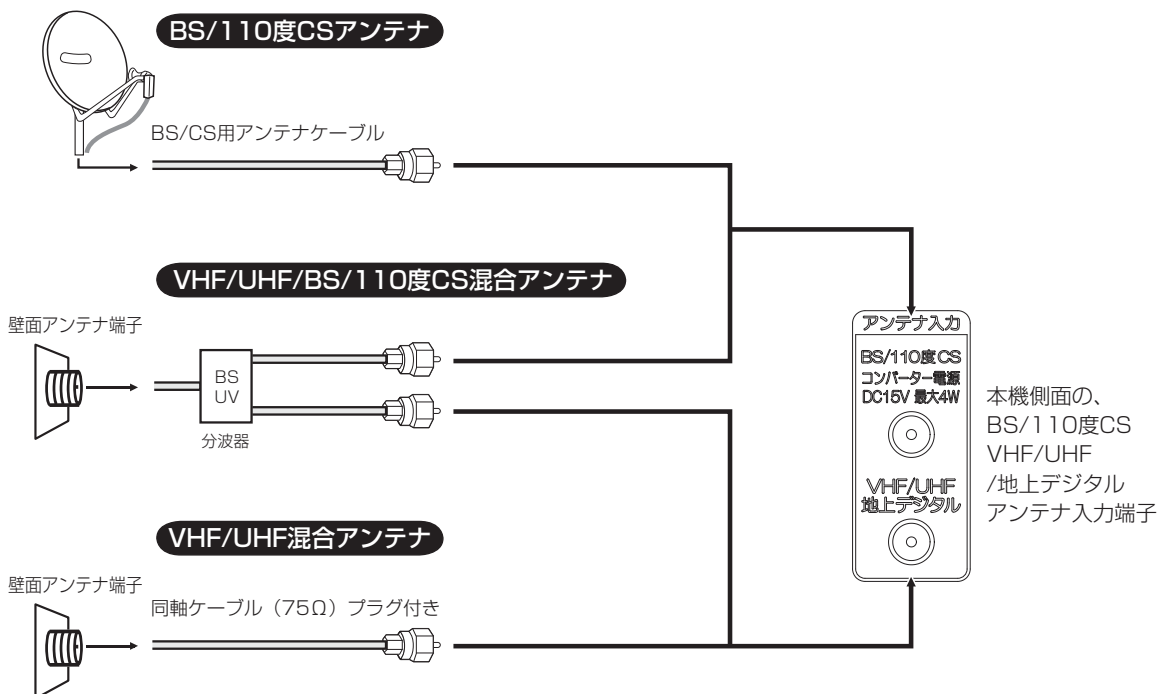 BS/110度CSアンテナ
BS/CS用アンテナケーブル
VHF/UHF/BS/110度CS混合アンテナ
壁面アンテナ端子
BS
UV
分波器
アンテナ入力
BS/110度CS
コンバーター電源
DC15V 最大4W
VHF/UHF
地上デジタル
本機側面の、
BS/110度CS
VHF/UHF
/地上デジタル
アンテナ入力端子
VHF/UHF混合アンテナ
壁面アンテナ端子
同軸ケーブル（75Ω）プラグ付き